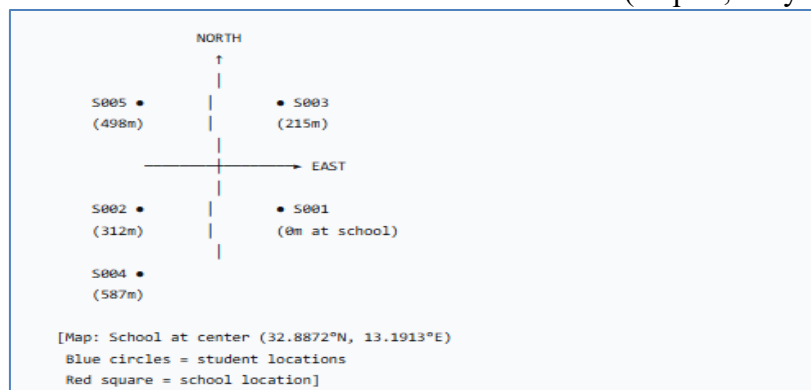 NORTH
↑
|
S005 • | • S003
(498m) | (215m)
|
————┼————► EAST
|
S002 • | • S001
(312m) | (0m at school)
|
S004 •
(587m)
[Map: School at center (32.8872°N, 13.1913°E)
Blue circles = student locations
Red square = school location]